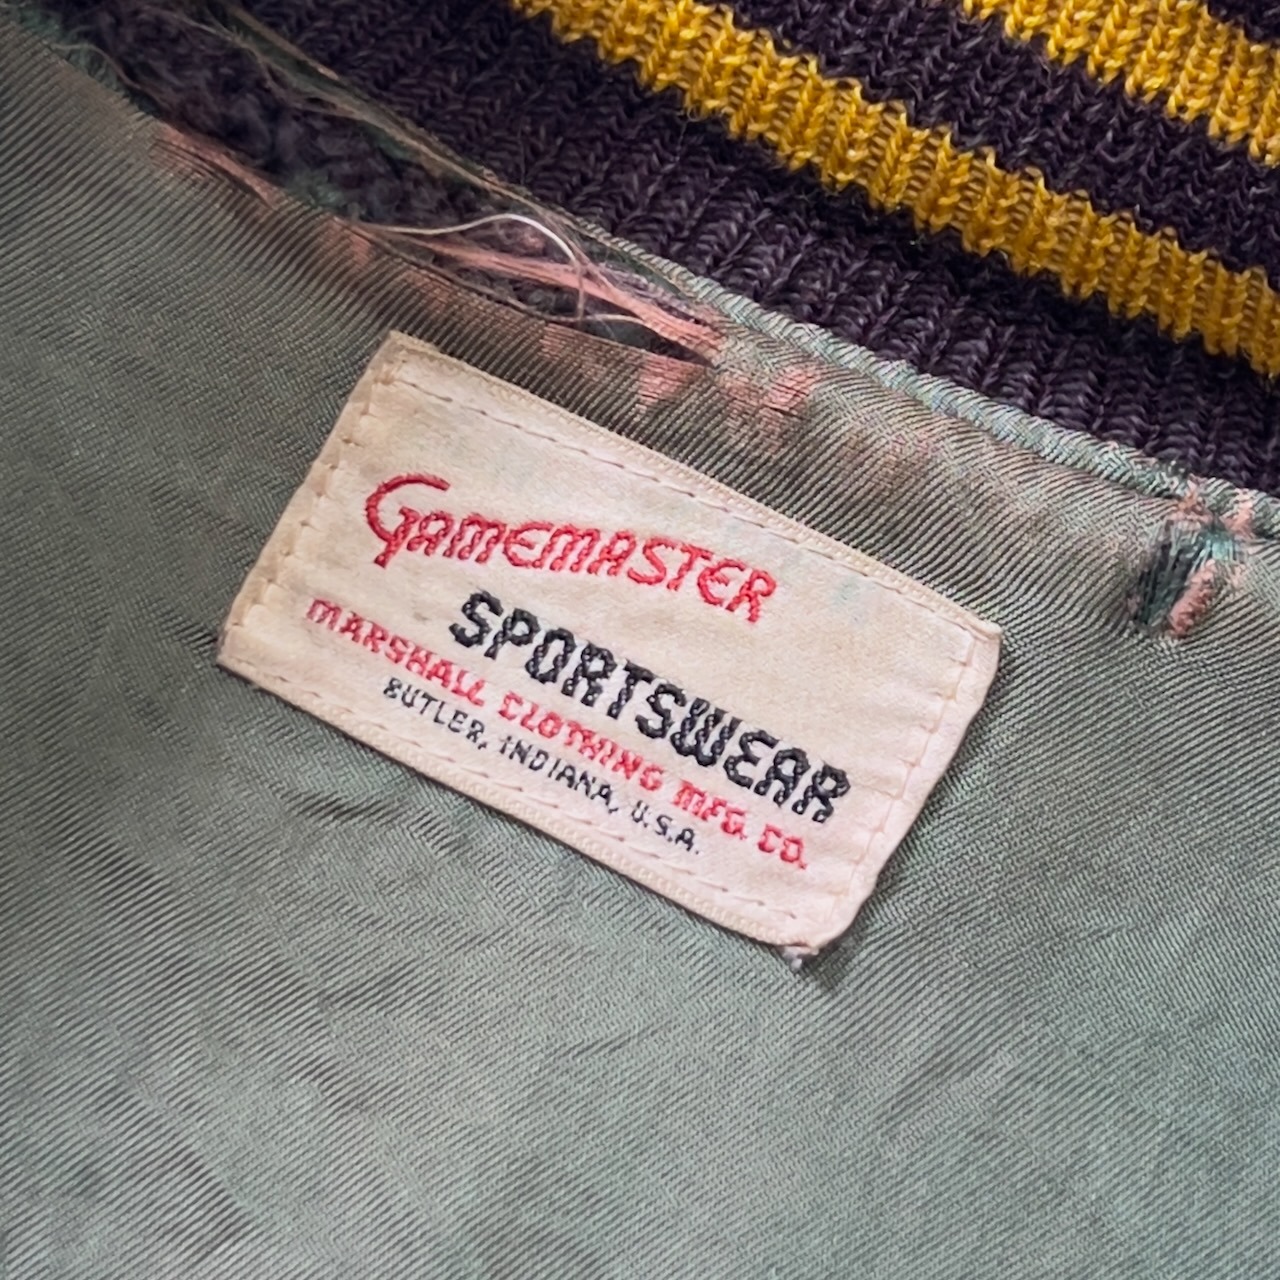 GAMEMASTER
SPORTSWEAR
MARSHALL CLOTHING MFG. CO.
BUTLER, INDIANA, U.S.A.